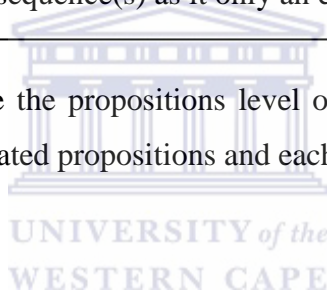 sequence(s) as it only an
the propositions level o
ated propositions and each
UNIVERSITY of the
WESTERN CAPE